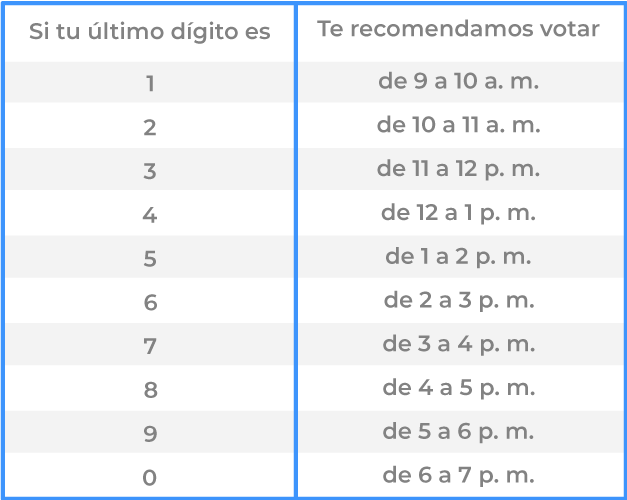 Si tu último dígito es Te recomendamos votar
1 de 9 a 10 a. m.
2 de 10 a 11 a. m.
3 de 11 a 12 p. m.
4 de 12 a 1 p. m.
5 de 1 a 2 p. m.
6 de 2 a 3 p. m.
7 de 3 a 4 p. m.
8 de 4 a 5 p. m.
9 de 5 a 6 p. m.
0 de 6 a 7 p. m.